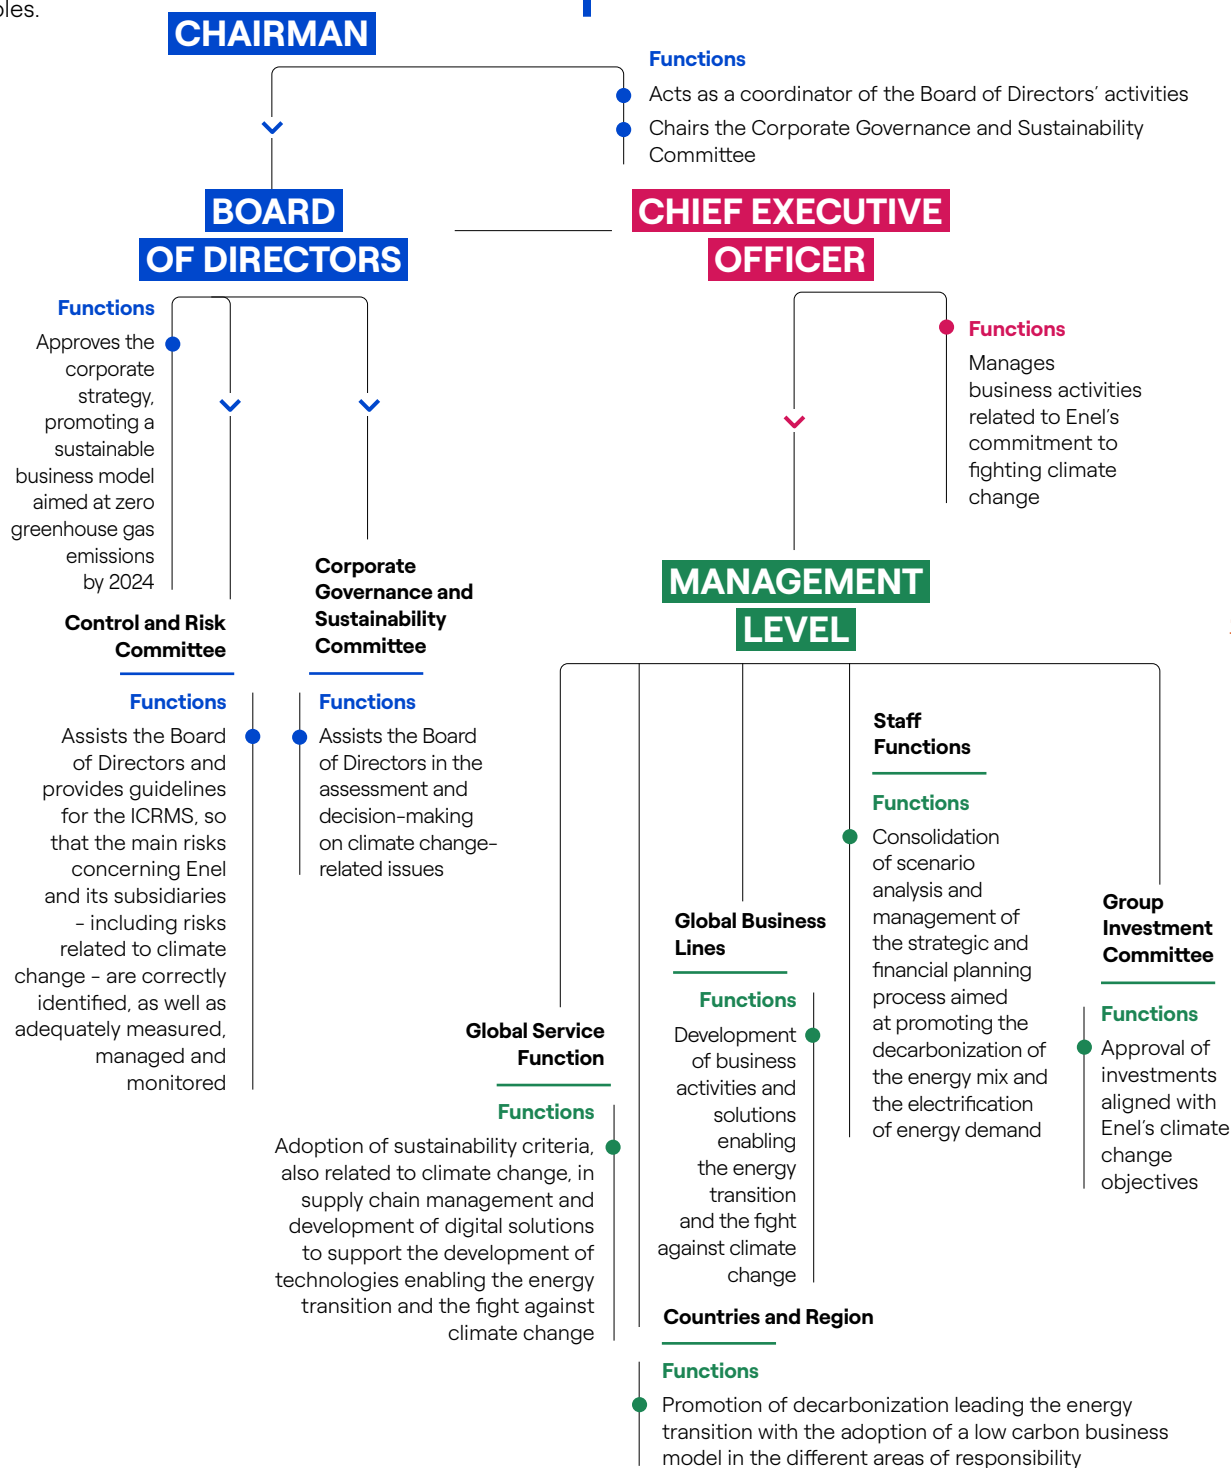 oles.
CHAIRMAN
Functions
Acts as a coordinator of the Board of Directors’ activities
Chairs the Corporate Governance and Sustainability
Committee
BOARD
OF DIRECTORS
CHIEF EXECUTIVE
OFFICER
Functions
Approves the
corporate
strategy,
promoting a
sustainable
business model
aimed at zero
greenhouse gas
emissions
by 2024
Functions
Manages
business activities
related to Enel’s
commitment to
fighting climate
change
Control and Risk
Committee
Functions
Assists the Board
of Directors and
provides guidelines
for the ICRMS, so
that the main risks
concerning Enel
and its subsidiaries
– including risks
related to climate
change – are correctly
identified, as well as
adequately measured,
managed and
monitored
Corporate
Governance and
Sustainability
Committee
Functions
Assists the Board
of Directors in the
assessment and
decision-making
on climate change-
related issues
MANAGEMENT
LEVEL
Global Service
Function
Functions
Adoption of sustainability criteria,
also related to climate change, in
supply chain management and
development of digital solutions
to support the development of
technologies enabling the energy
transition and the fight against
climate change
Global Business
Lines
Functions
Development
of business
activities and
solutions
enabling
the energy
transition
and the fight
against climate
change
Staff
Functions
Functions
Consolidation
of scenario
analysis and
management of
the strategic and
financial planning
process aimed
at promoting the
decarbonization of
the energy mix and
the electrification
of energy demand
Group
Investment
Committee
Functions
Approval of
investments
aligned with
Enel’s climate
change
objectives
Countries and Region
Functions
Promotion of decarbonization leading the energy
transition with the adoption of a low carbon business
model in the different areas of responsibility